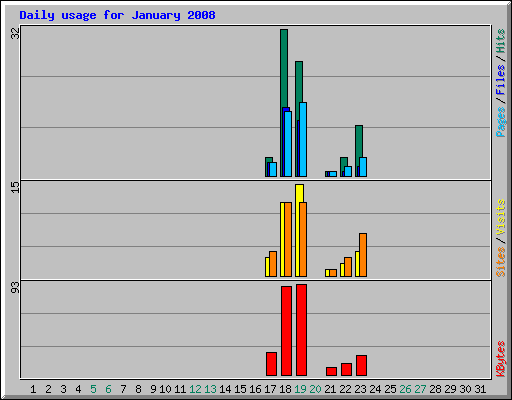 Daily usage for January 2008
32
15
93
Pages / Files / Hits
Sites / Visits
KBytes
1 2 3 4 5 6 7 8 9 10 11 12 13 14 15 16 17 18 19 20 21 22 23 24 25 26 27 28 29 30 31